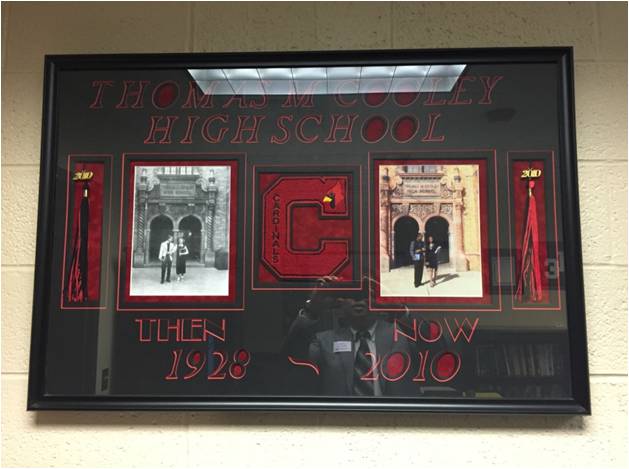 THOMAS M COOLEY
HIGH SCHOOL
2010
C
CARDINALS
2010
THEN
NOW
1928 ~ 2010